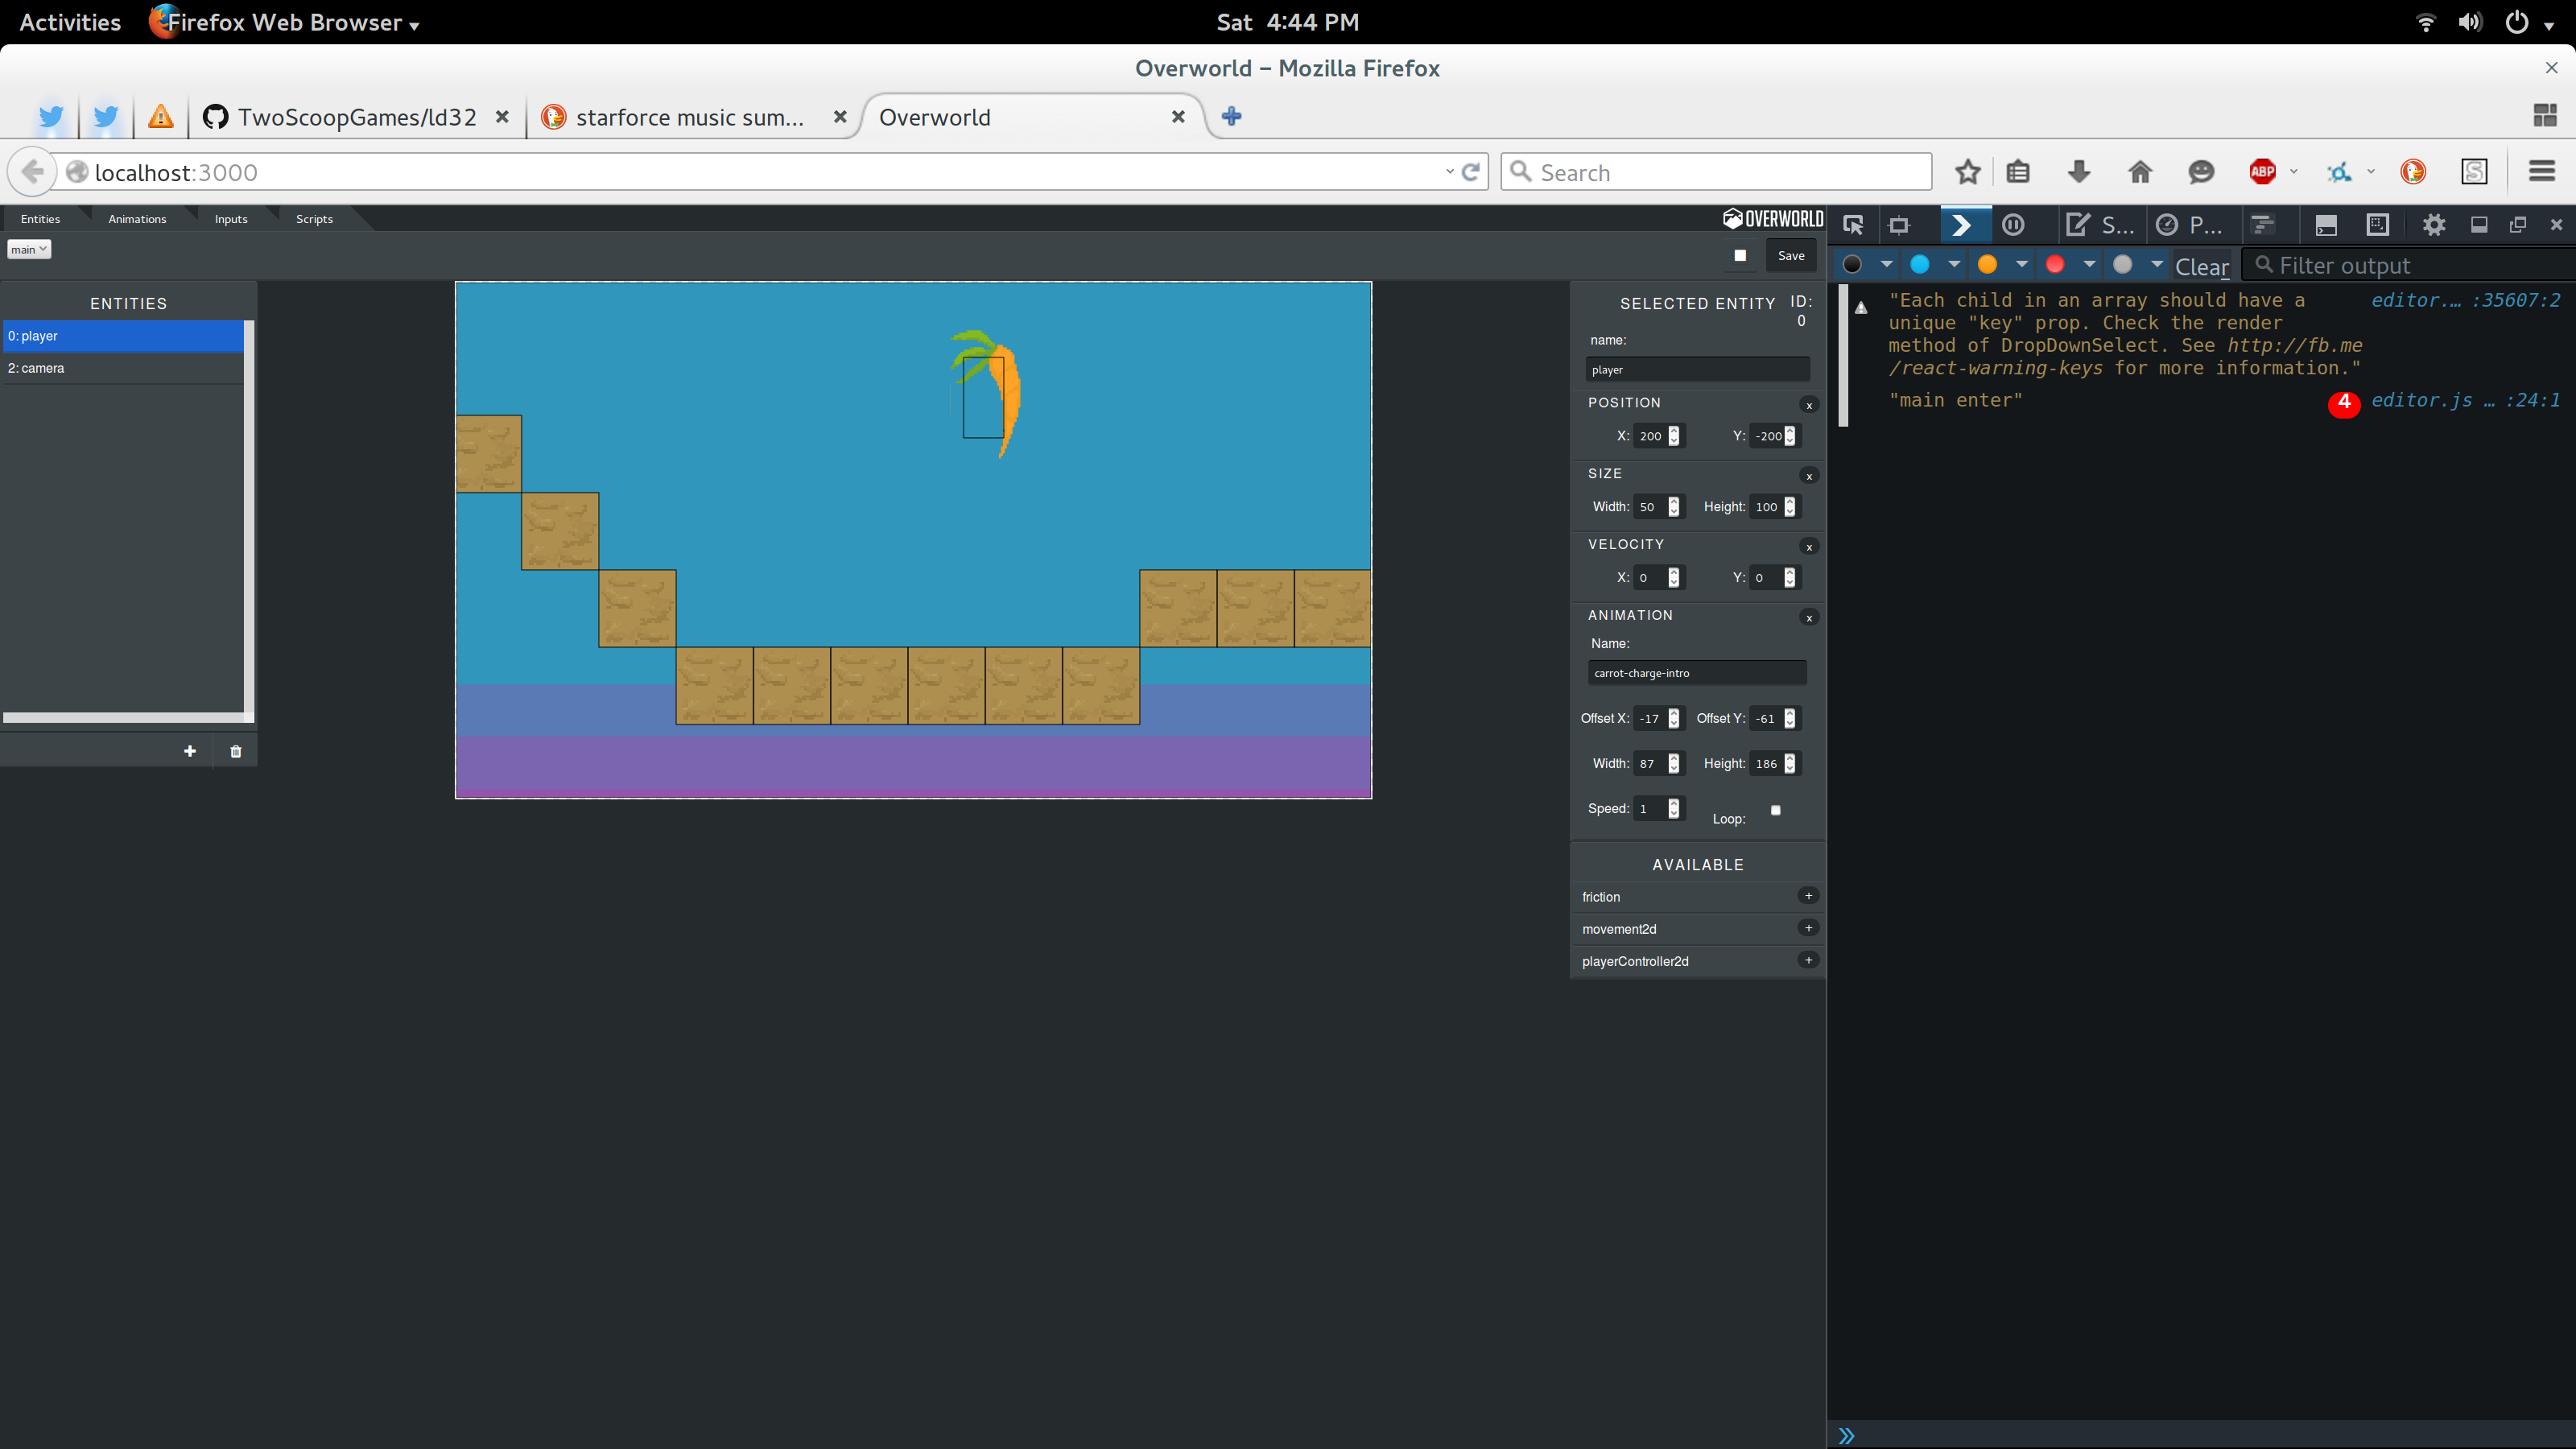 Activities Firefox Web Browser Sat 4:44 PM
Overworld – Mozilla Firefox
TwoScoopGames/ld32 starforce music sum... Overworld
localhost:3000 Search ABP S
Entities Animations Inputs Scripts OVERWORLD
main Save
ENTITIES
0: player
2: camera
SELECTED ENTITY ID: 0
name:
player
POSITION x
X: 200 Y: -200
SIZE x
Width: 50 Height: 100
VELOCITY x
X: 0 Y: 0
ANIMATION x
Name:
carrot-charge-intro
Offset X: -17 Offset Y: -61
Width: 87 Height: 186
Speed: 1 Loop:
AVAILABLE
friction +
movement2d +
playerController2d +
S... P...
Clear Filter output
"Each child in an array should have a editor.… :35607:2
unique "key" prop. Check the render
method of DropDownSelect. See http://fb.me
/react-warning-keys for more information."
"main enter" 4 editor.js … :24:1